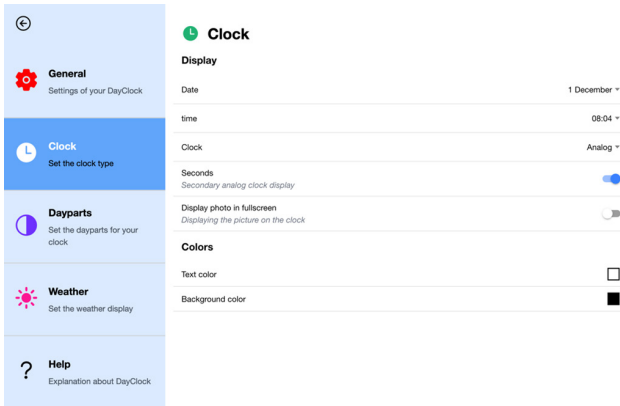 General
Settings of your DayClock
Clock
Set the clock type
Dayparts
Set the dayparts for your
clock
Weather
Set the weather display
?
Help
Explanation about DayClock
Clock
Display
Date
1 December
time
08:04
Clock
Analog
Seconds
Secondary analog clock display
Display photo in fullscreen
Displaying the picture on the clock
Colors
Text color
Background color